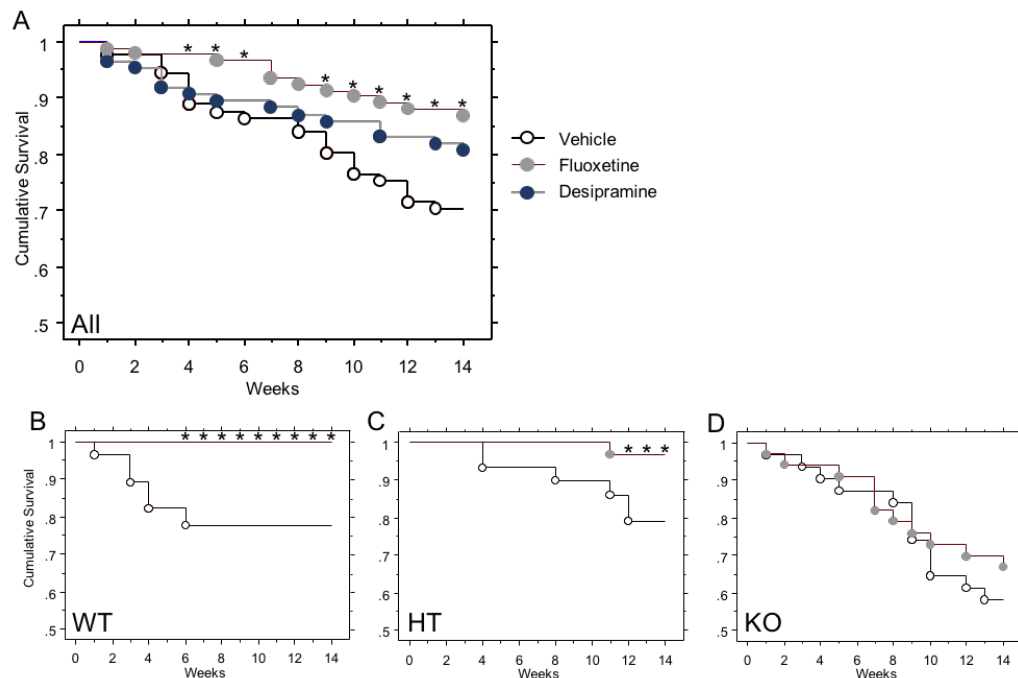 A
Cumulative Survival
1
.9
.8
.7
.6
.5
* * * * * * * * *
All
0 2 4 6 8 10 12 14
Weeks
Vehicle
Fluoxetine
Desipramine
B
Cumulative Survival
1
.9
.8
.7
.6
.5
* * * * * * * * *
WT
0 2 4 6 8 10 12 14
Weeks
C
1
.9
.8
.7
.6
.5
* * *
HT
0 2 4 6 8 10 12 14
Weeks
D
1
.9
.8
.7
.6
.5
KO
0 2 4 6 8 10 12 14
Weeks